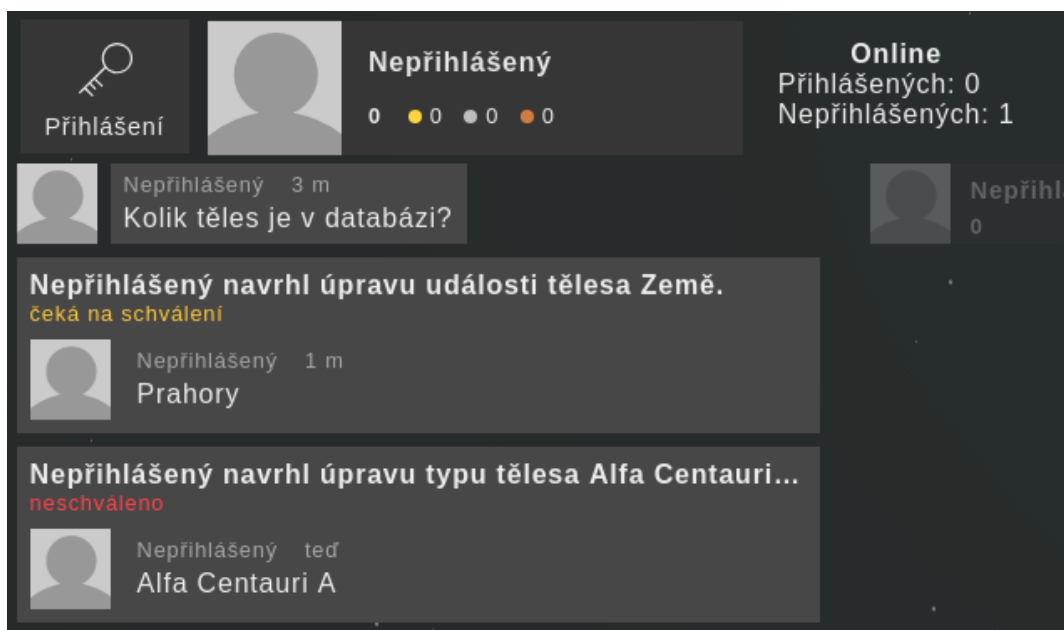 Přihlášení
Nepřihlášený
0 0 0 0
Online
Přihlášených: 0
Nepřihlášených: 1
Nepřihlášený 3 m
Kolik těles je v databázi?
0
Nepřihlášený navrhl úpravu události tělesa Země.
čeká na schválení
Nepřihlášený 1 m
Prahory
Nepřihlášený navrhl úpravu typu tělesa Alfa Centauri...
neschváleno
Nepřihlášený teď
Alfa Centauri A